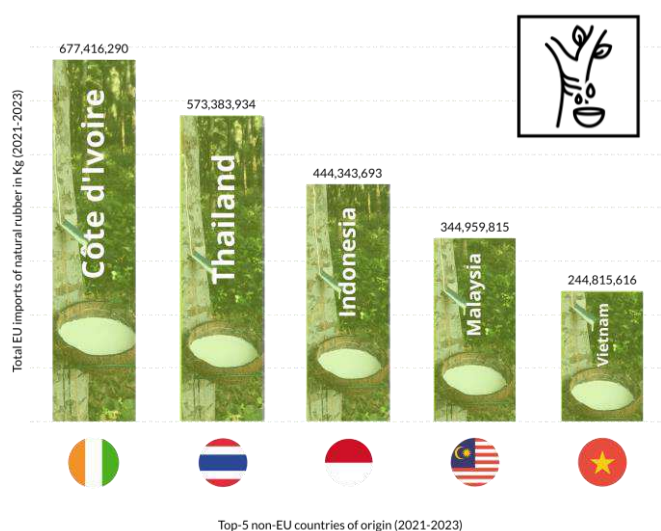 677,416,290
573,383,934
444,343,693
344,959,815
244,815,616
Total EU imports of natural rubber in Kg (2021-2023)
Côte d'Ivoire
Thailand
Indonesia
Malaysia
Vietnam
Top-5 non-EU countries of origin (2021-2023)